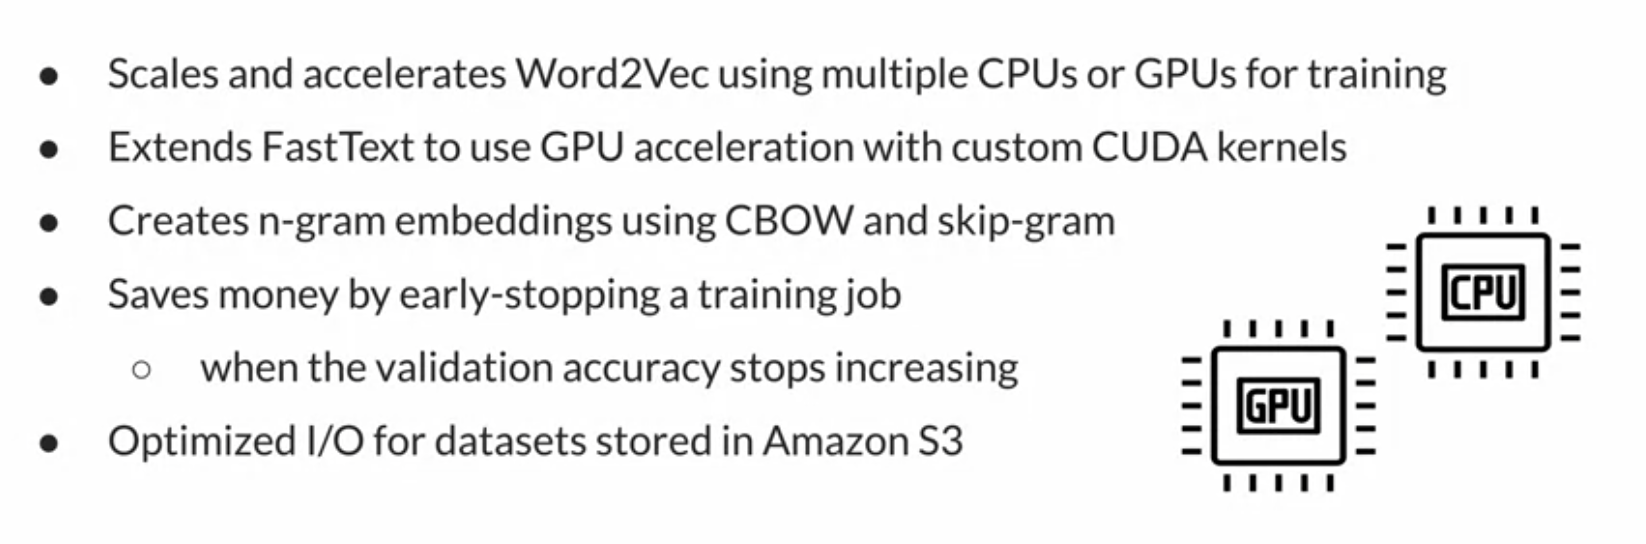 ● Scales and accelerates Word2Vec using multiple CPUs or GPUs for training
● Extends FastText to use GPU acceleration with custom CUDA kernels
● Creates n-gram embeddings using CBOW and skip-gram
● Saves money by early-stopping a training job
○ when the validation accuracy stops increasing
● Optimized I/O for datasets stored in Amazon S3
CPU
GPU